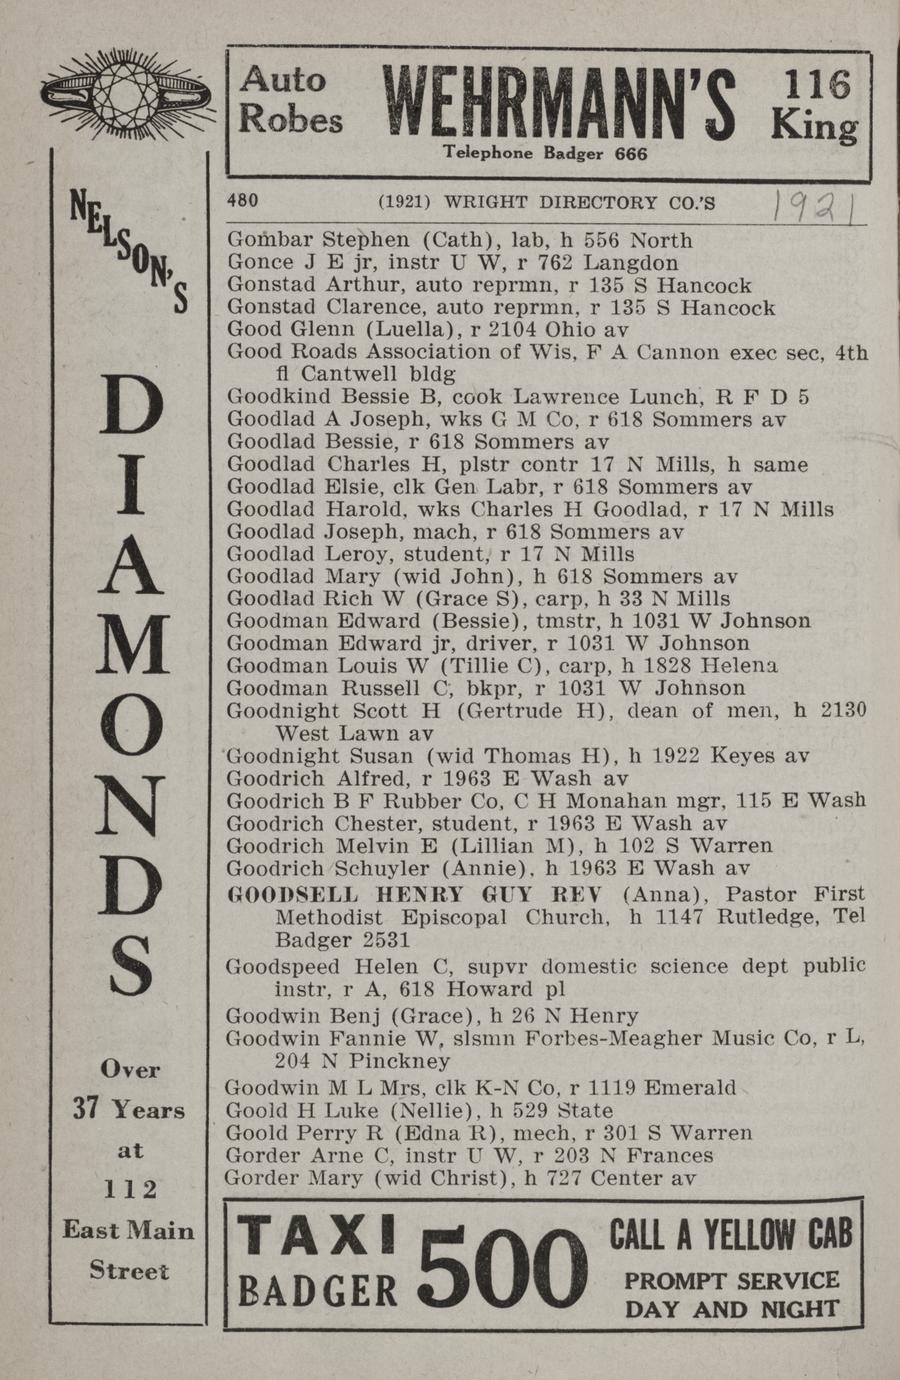 Auto
Robes
WEHRMANN'S
116
King
Telephone Badger 666
NELSON'S
DIAMONDS
Over
37 Years
at
112
East Main
Street
480 (1921) WRIGHT DIRECTORY CO.'S 1921
Gombar Stephen (Cath), lab, h 556 North
Gonce J E jr, instr U W, r 762 Langdon
Gonstad Arthur, auto reprmn, r 135 S Hancock
Gonstad Clarence, auto reprmn, r 135 S Hancock
Good Glenn (Luella), r 2104 Ohio av
Good Roads Association of Wis, F A Cannon exec sec, 4th
fl Cantwell bldg
Goodkind Bessie B, cook Lawrence Lunch, R F D 5
Goodlad A Joseph, wks G M Co, r 618 Sommers av
Goodlad Bessie, r 618 Sommers av
Goodlad Charles H, plstr contr 17 N Mills, h same
Goodlad Elsie, clk Gen Labr, r 618 Sommers av
Goodlad Harold, wks Charles H Goodlad, r 17 N Mills
Goodlad Joseph, mach, r 618 Sommers av
Goodlad Leroy, student, r 17 N Mills
Goodlad Mary (wid John), h 618 Sommers av
Goodlad Rich W (Grace S), carp, h 33 N Mills
Goodman Edward (Bessie), tmstr, h 1031 W Johnson
Goodman Edward jr, driver, r 1031 W Johnson
Goodman Louis W (Tillie C), carp, h 1828 Helena
Goodman Russell C, bkpr, r 1031 W Johnson
Goodnight Scott H (Gertrude H), dean of men, h 2130
West Lawn av
Goodnight Susan (wid Thomas H), h 1922 Keyes av
Goodrich Alfred, r 1963 E Wash av
Goodrich B F Rubber Co, C H Monahan mgr, 115 E Wash
Goodrich Chester, student, r 1963 E Wash av
Goodrich Melvin E (Lillian M), h 102 S Warren
Goodrich Schuyler (Annie), h 1963 E Wash av
GOODSELL HENRY GUY REV (Anna), Pastor First
Methodist Episcopal Church, h 1147 Rutledge, Tel
Badger 2531
Goodspeed Helen C, supvr domestic science dept public
instr, r A, 618 Howard pl
Goodwin Benj (Grace), h 26 N Henry
Goodwin Fannie W, slsmn Forbes-Meagher Music Co, r L,
204 N Pinckney
Goodwin M L Mrs, clk K-N Co, r 1119 Emerald
Goold H Luke (Nellie), h 529 State
Goold Perry R (Edna R), mech, r 301 S Warren
Gorder Arne C, instr U W, r 203 N Frances
Gorder Mary (wid Christ), h 727 Center av
TAXI
BADGER
500
CALL A YELLOW CAB
PROMPT SERVICE
DAY AND NIGHT